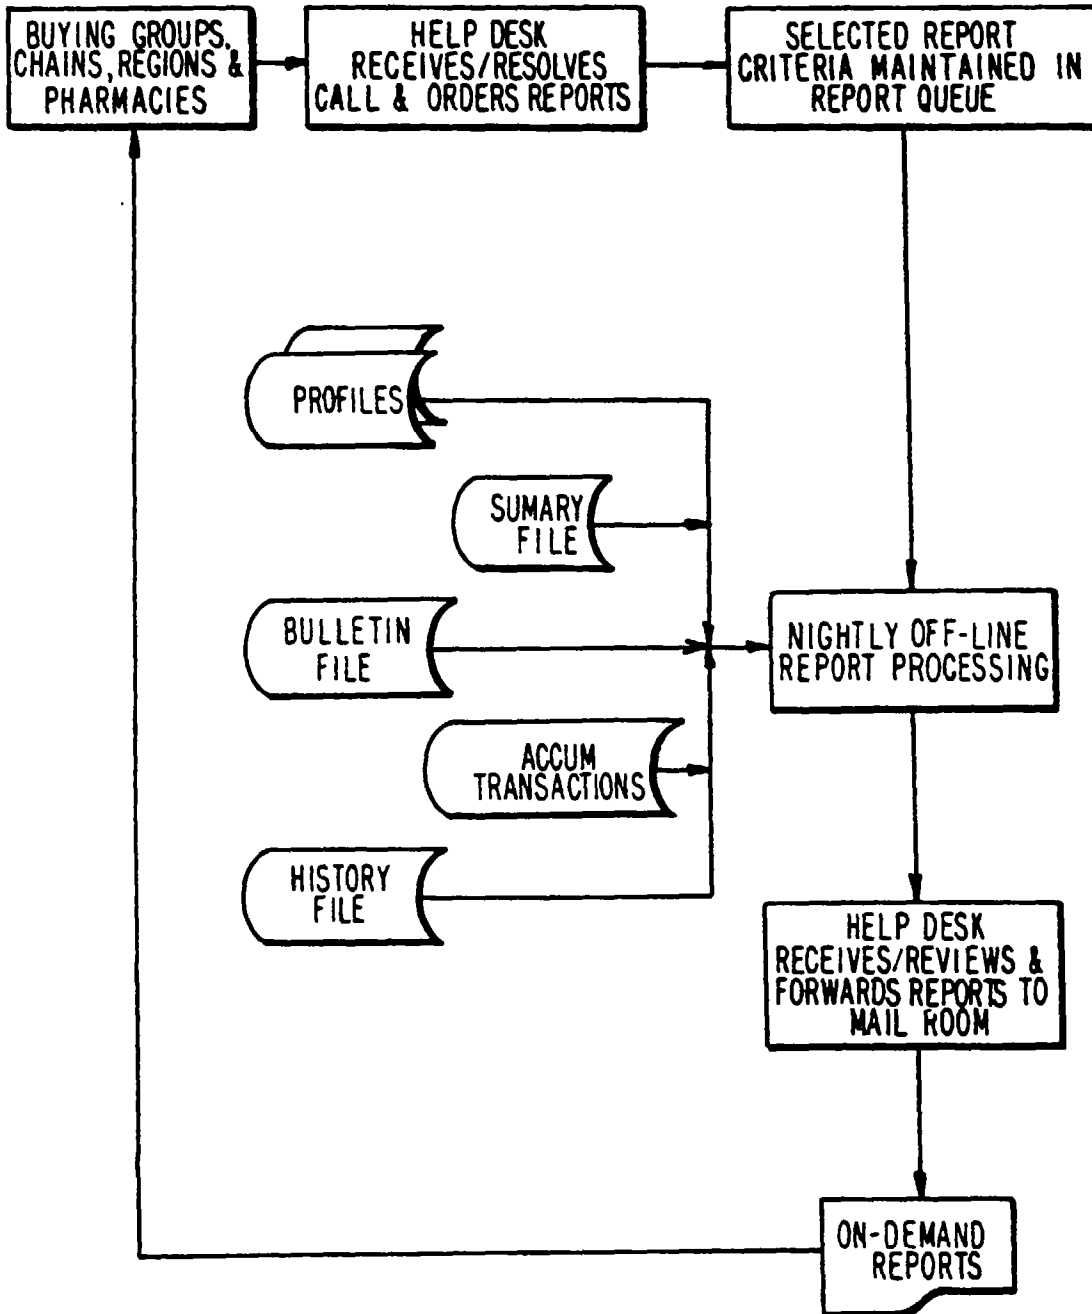 BUYING GROUPS,
CHAINS, REGIONS &
PHARMACIES
HELP DESK
RECEIVES/RESOLVES
CALL & ORDERS REPORTS
SELECTED REPORT
CRITERIA MAINTAINED IN
REPORT QUEUE
PROFILES
SUMARY
FILE
BULLETIN
FILE
NIGHTLY OFF-LINE
REPORT PROCESSING
ACCUM
TRANSACTIONS
HISTORY
FILE
HELP DESK
RECEIVES/REVIEWS &
FORWARDS REPORTS TO
MAIL ROOM
ON-DEMAND
REPORTS